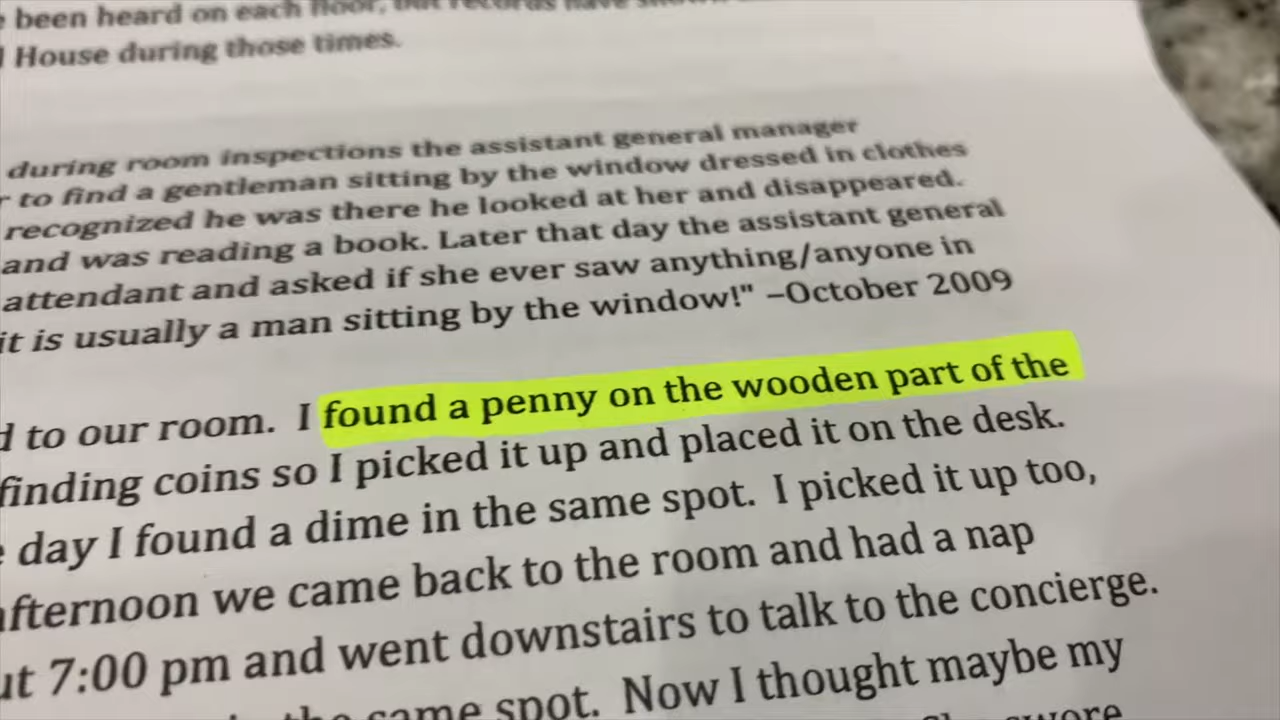 been heard on each floor, but records have shown
House during those times.
during room inspections the assistant general manager
to find a gentleman sitting by the window dressed in clothes
recognized he was there he looked at her and disappeared.
and was reading a book. Later that day the assistant general
attendant and asked if she ever saw anything/anyone in
it is usually a man sitting by the window!" –October 2009
to our room. I found a penny on the wooden part of the
finding coins so I picked it up and placed it on the desk.
day I found a dime in the same spot. I picked it up too,
afternoon we came back to the room and had a nap
7:00 pm and went downstairs to talk to the concierge.
the same spot. Now I thought maybe my
swore